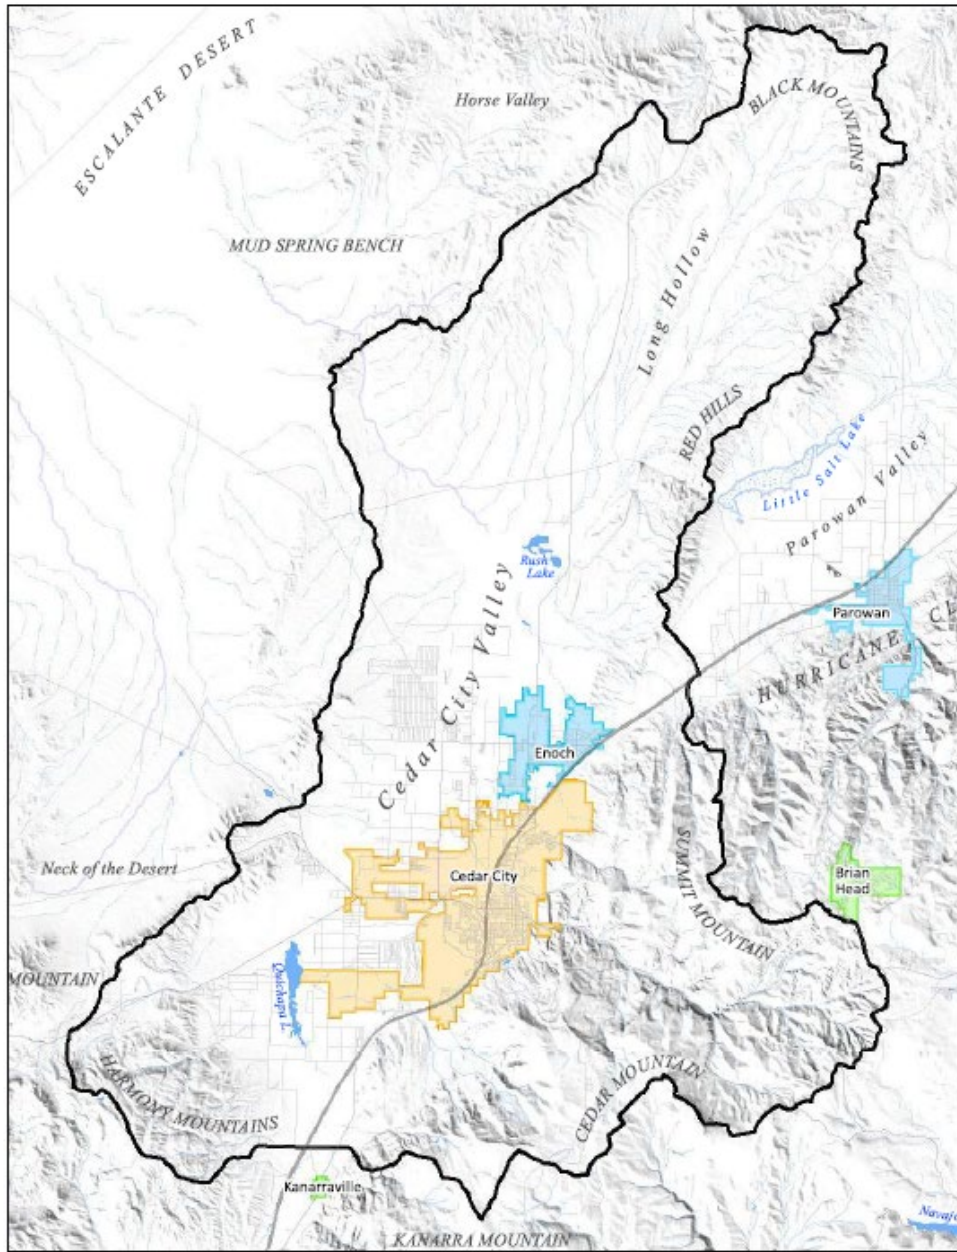 ESCALANTE DESERT
Horse Valley
BLACK MOUNTAINS
MUD SPRING BENCH
Long Hollow
RED HILLS
Little Salt Lake
Parowan Valley
Rush
Lake
Parowan
HURRICANE CL
Cedar City Valley
Enoch
Neck of the Desert
Cedar City
SUMMIT MOUNTAIN
Brian
Head
MOUNTAIN
Quichapa L.
HARMONY MOUNTAINS
CEDAR MOUNTAIN
Kanarraville
Navajo
KANARRA MOUNTAIN